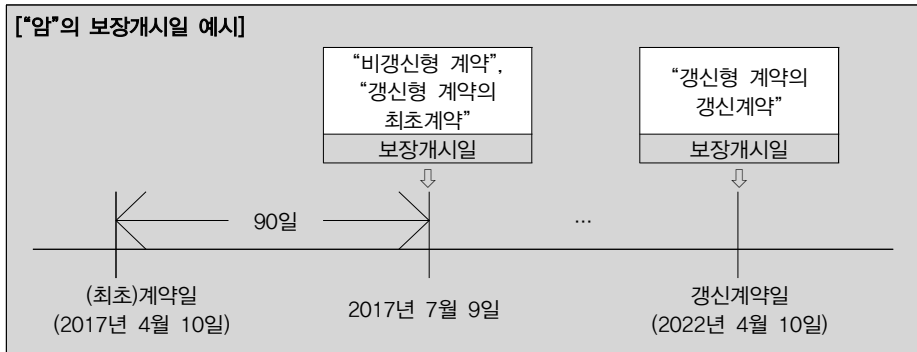 [“암”의 보장개시일 예시]
“비갱신형 계약”,
“갱신형 계약의
최초계약”
보장개시일
“갱신형 계약의
갱신계약”
보장개시일
90일
...
(최초)계약일
(2017년 4월 10일)
2017년 7월 9일
갱신계약일
(2022년 4월 10일)